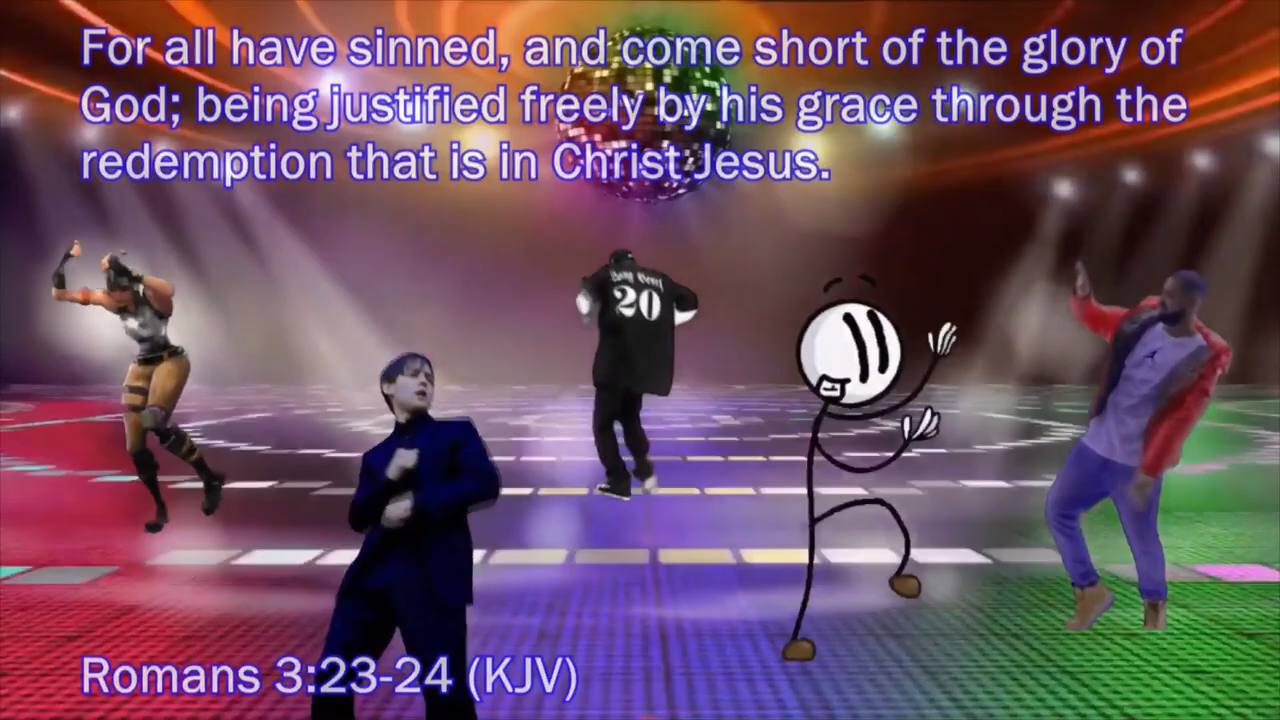 For all have sinned, and come short of the glory of
God; being justified freely by his grace through the
redemption that is in Christ Jesus.
20
Romans 3:23-24 (KJV)